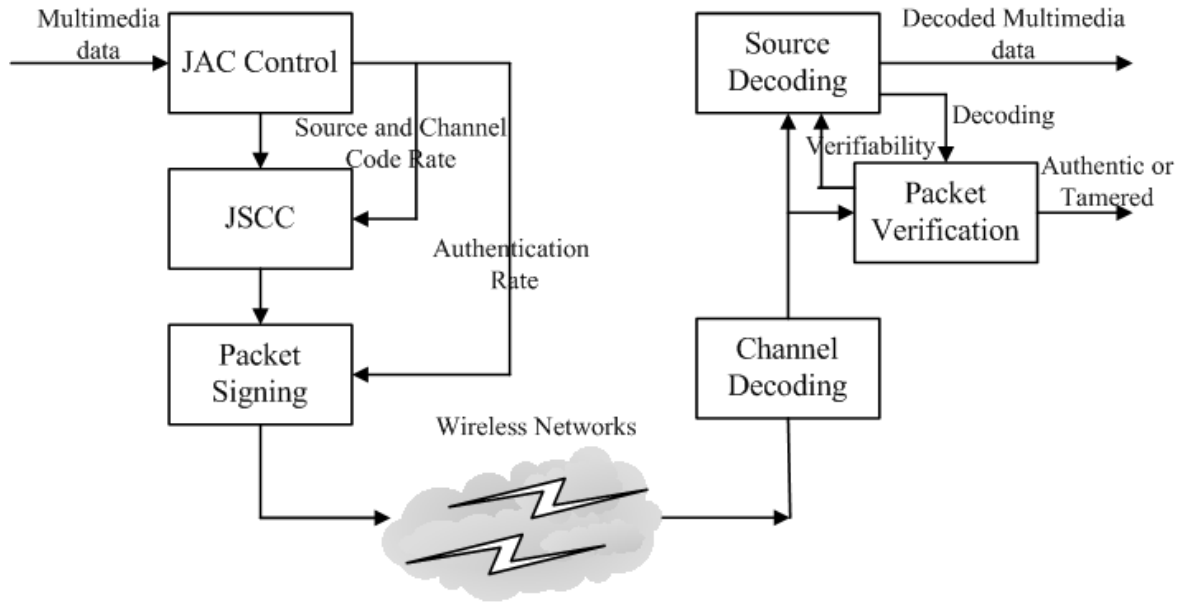 Multimedia
data
JAC Control
Source and Channel
Code Rate
JSCC
Authentication
Rate
Packet
Signing
Wireless Networks
Channel
Decoding
Source
Decoding
Decoded Multimedia
data
Decoding
Verifiability
Packet
Verification
Authentic or
Tamered